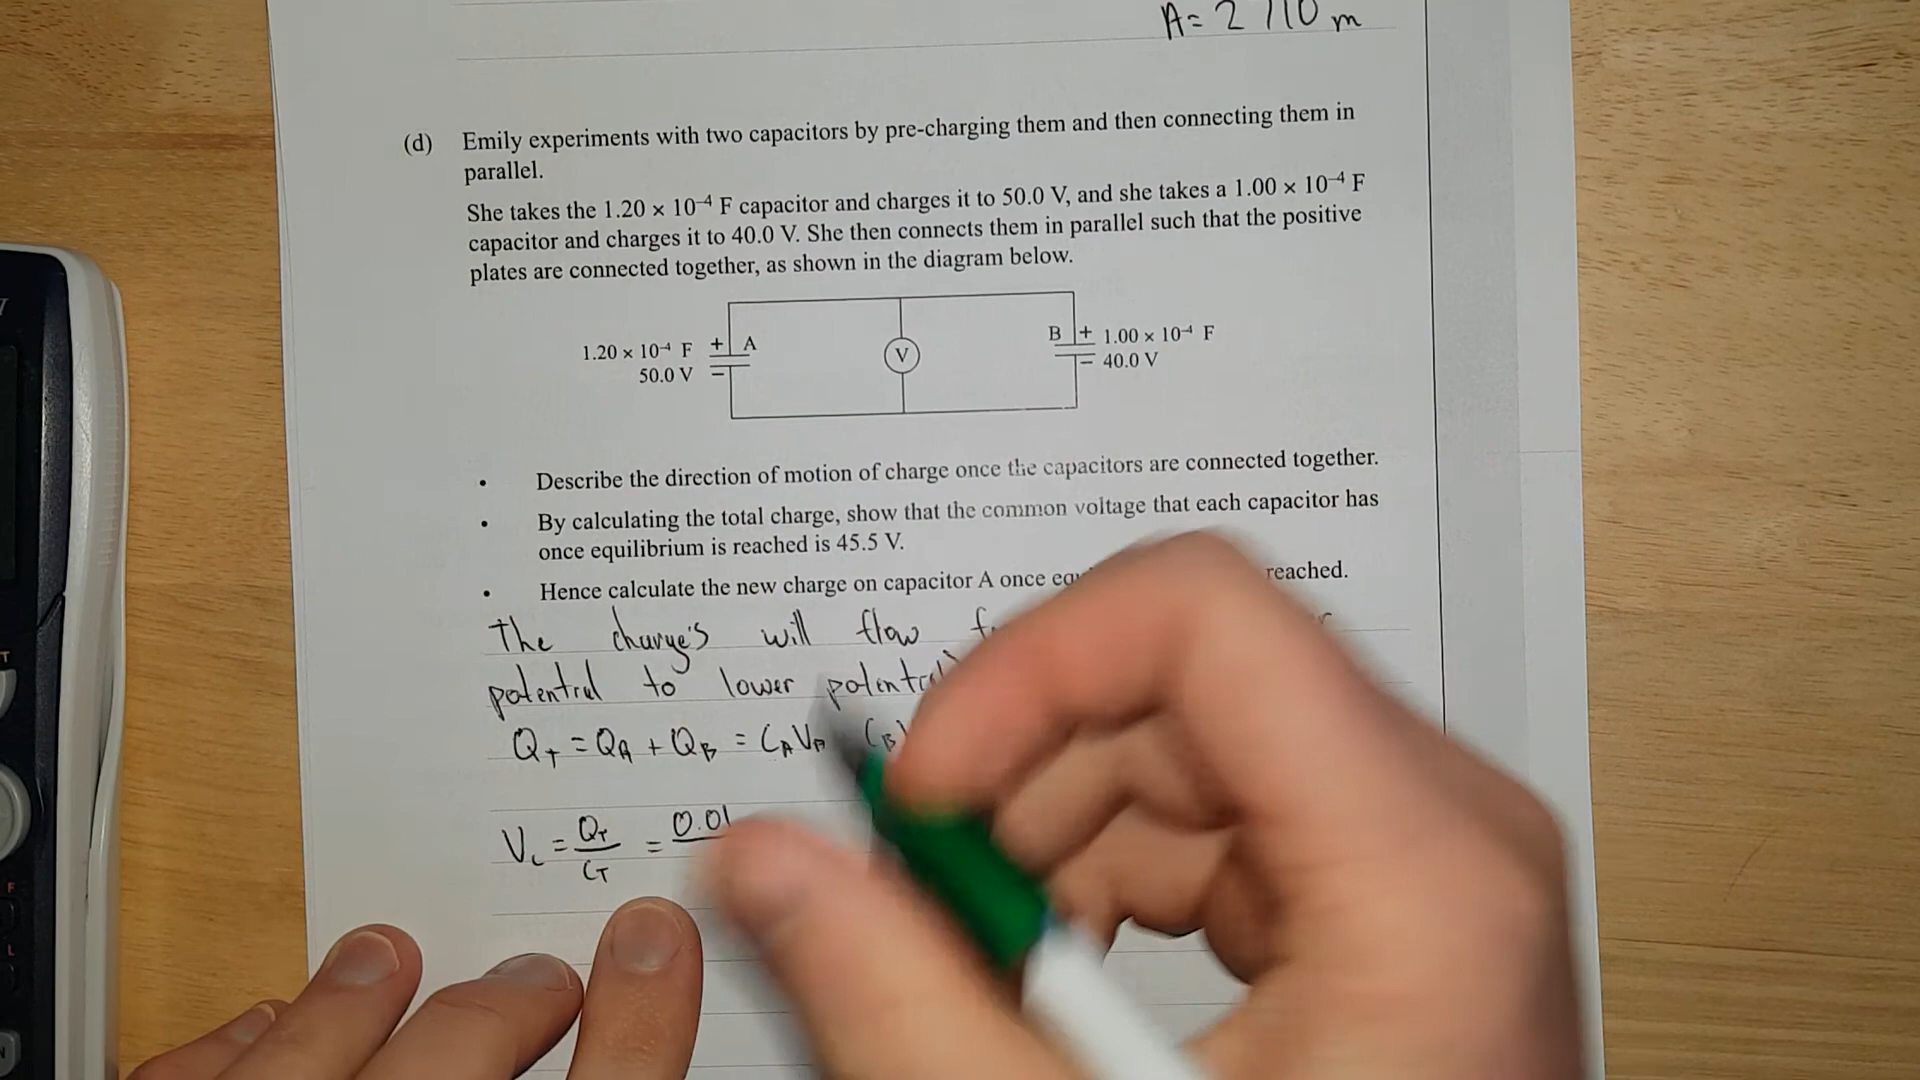 A = 2710 m
(d) Emily experiments with two capacitors by pre-charging them and then connecting them in
parallel.
She takes the 1.20 × 10⁻⁴ F capacitor and charges it to 50.0 V, and she takes a 1.00 × 10⁻⁴ F
capacitor and charges it to 40.0 V. She then connects them in parallel such that the positive
plates are connected together, as shown in the diagram below.
1.20 × 10⁻⁴ F + A
50.0 V −
V
B + 1.00 × 10⁻⁴ F
− 40.0 V
• Describe the direction of motion of charge once the capacitors are connected together.
• By calculating the total charge, show that the common voltage that each capacitor has
once equilibrium is reached is 45.5 V.
• Hence calculate the new charge on capacitor A once reached.
The charge's will flow
potential to lower potential
Q_T = Q_A + Q_B = C_A V_A C_B
V_c = Q_T / C_T = 0.01